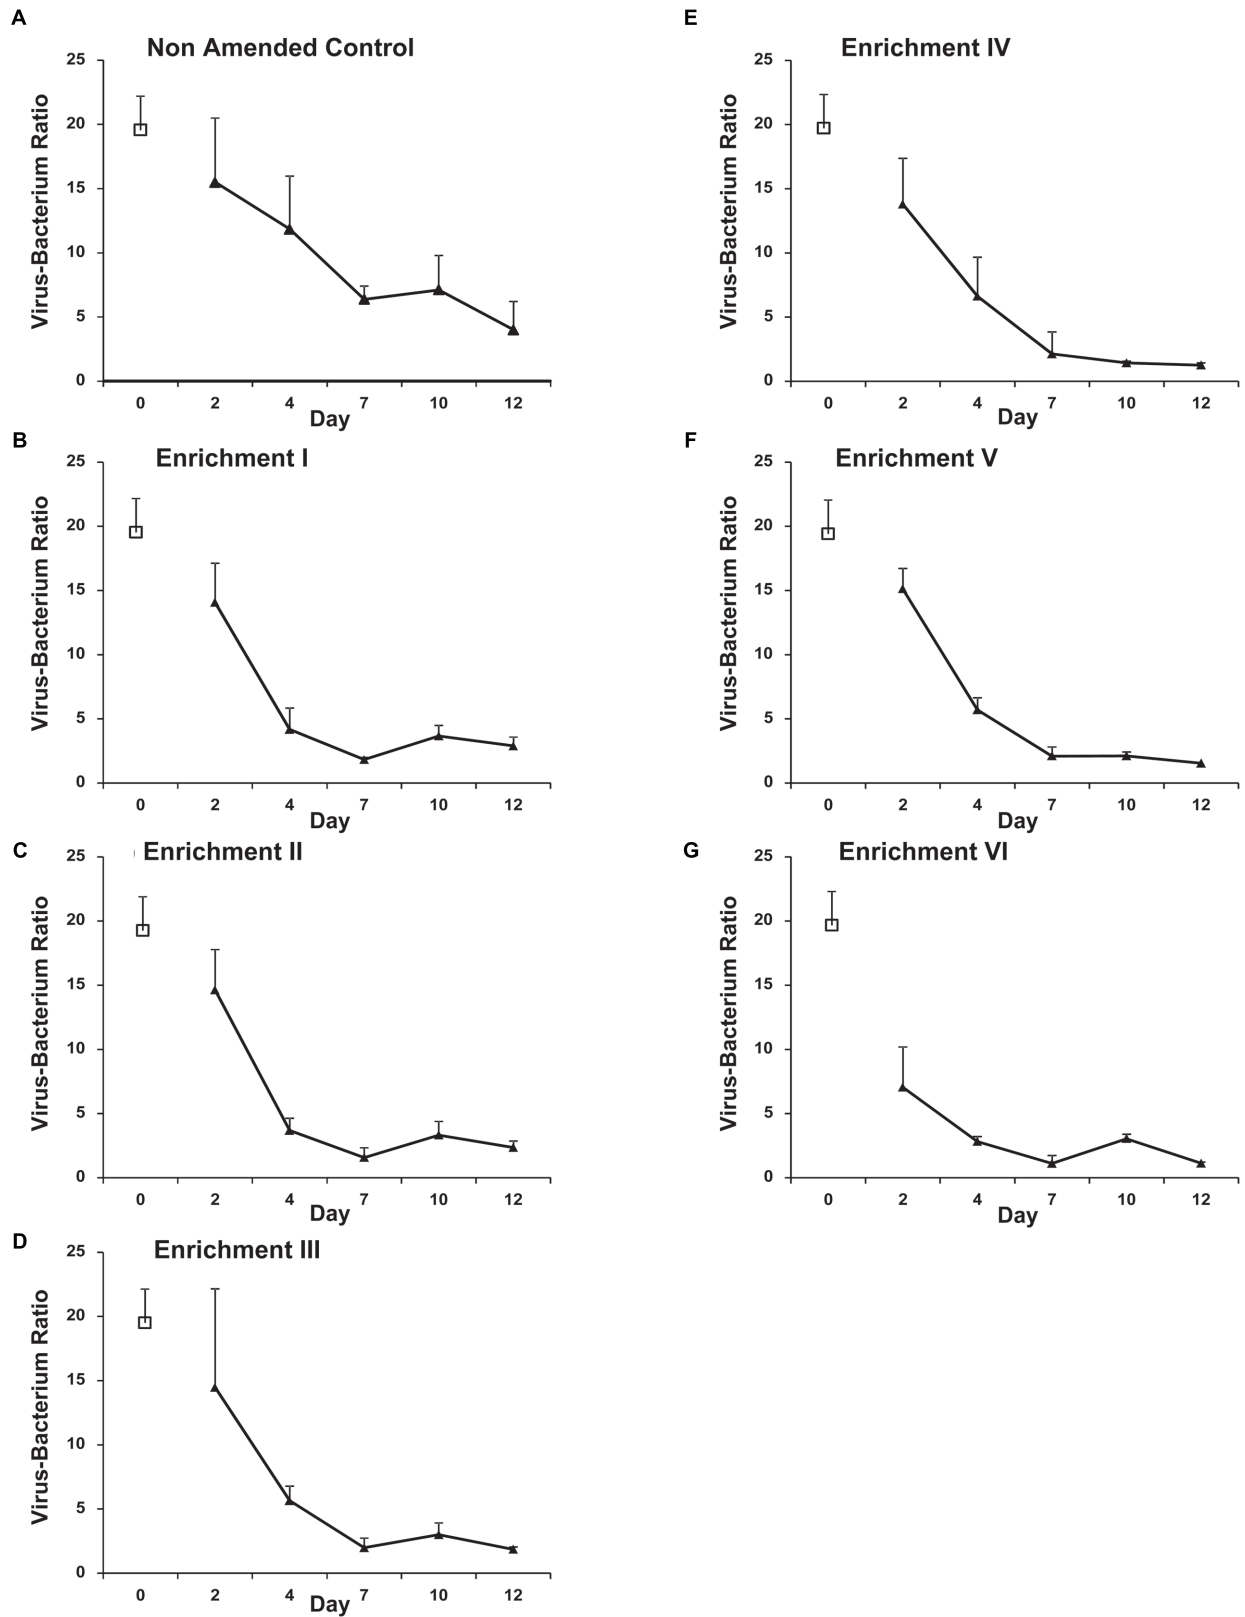 A
Non Amended Control
Virus-Bacterium Ratio
25
20
15
10
5
0
0 2 4 7 10 12
Day
B
Enrichment I
Virus-Bacterium Ratio
25
20
15
10
5
0
0 2 4 7 10 12
Day
C
Enrichment II
Virus-Bacterium Ratio
25
20
15
10
5
0
0 2 4 7 10 12
Day
D
Enrichment III
Virus-Bacterium Ratio
25
20
15
10
5
0
0 2 4 7 10 12
Day
E
Enrichment IV
Virus-Bacterium Ratio
25
20
15
10
5
0
0 2 4 7 10 12
Day
F
Enrichment V
Virus-Bacterium Ratio
25
20
15
10
5
0
0 2 4 7 10 12
Day
G
Enrichment VI
Virus-Bacterium Ratio
25
20
15
10
5
0
0 2 4 7 10 12
Day